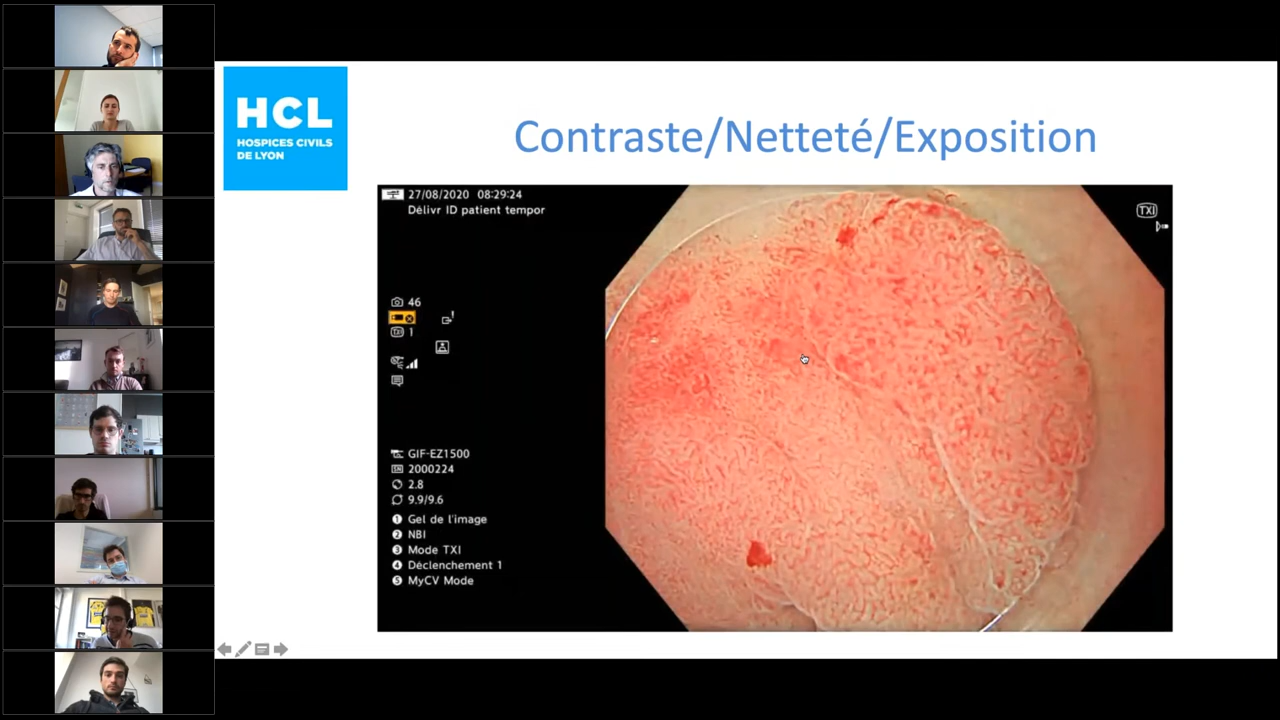 HCL
HOSPICES CIVILS
DE LYON
Contraste/Netteté/Exposition
27/08/2020 08:29:24
Délivr ID patient tempor
TXI
46
TXI 1
GIF-EZ1500
SN 2000224
2.8
9.9/9.6
1 Gel de l'image
2 NBI
3 Mode TXI
4 Déclenchement 1
5 MyCV Mode